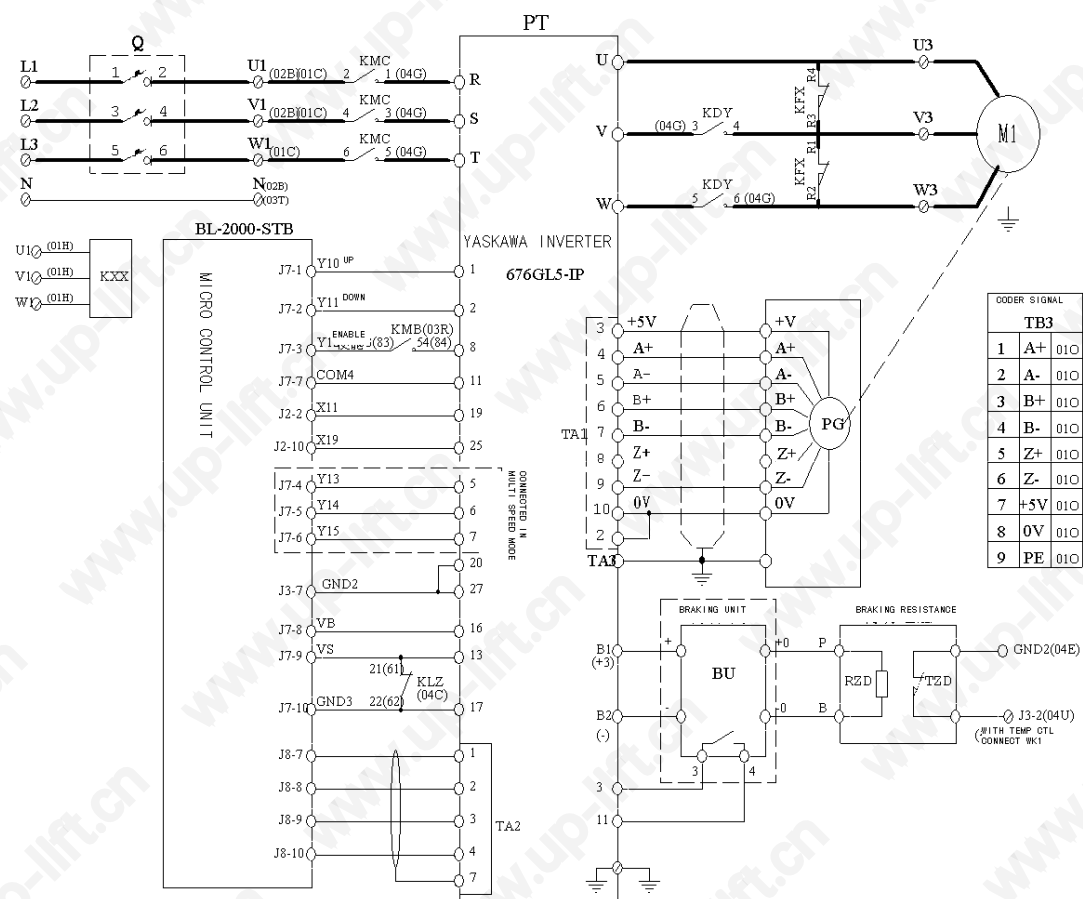 PT
Q
L1
1
2
U1
(02B)(01C)
2
KMC
1 (04G)
R
L2
3
4
V1
(02B)(01C)
4
KMC
3 (04G)
S
L3
5
6
W1
(01C)
6
KMC
5 (04G)
T
N
N
(02B)
(03T)
U1
(01H)
V1
(01H)
W1
(01H)
KXX
U
V
W
(04G) 3
KDY
4
5
KDY
6 (04G)
R4
KFX
R3
R1
KFX
R2
U3
V3
W3
M1
YASKAWA INVERTER
676GL5-IP
BL-2000-STB
MICRO CONTROL UNIT
J7-1
Y10 UP
1
J7-2
Y11 DOWN
2
J7-3
ENABLE
KMB(03R)
(83)
54(84)
8
J7-7
COM4
11
J2-2
X11
19
J2-10
X19
25
J7-4
Y13
5
J7-5
Y14
6
J7-6
Y15
7
CONNECTED IN
MULTI SPEED MODE
20
J3-7
GND2
27
J7-8
VB
16
J7-9
VS
13
21(61)
KLZ
(04C)
22(62)
J7-10
GND3
17
J8-7
1
J8-8
2
J8-9
3
J8-10
4
7
TA2
TA1
3
+5V
+V
4
A+
A+
5
A-
A-
6
B+
B+
7
B-
B-
8
Z+
Z+
9
Z-
Z-
10
0V
0V
2
TA3
PG
CODER SIGNAL
TB3
1 A+ 01O
2 A- 01O
3 B+ 01O
4 B- 01O
5 Z+ 01O
6 Z- 01O
7 +5V 01O
8 0V 01O
9 PE 01O
BRAKING UNIT
B1
(+3)
+
+0
BU
B2
(-)
-
-0
3
4
3
11
BRAKING RESISTANCE
P
B
RZD
TZD
GND2(04E)
J3-2(04U)
(WITH TEMP CTL
CONNECT WK1
www.up-lift.cn